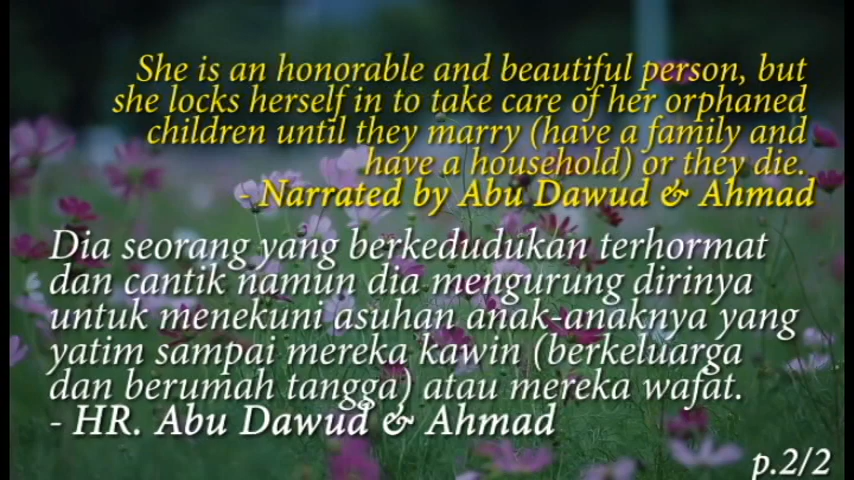 She is an honorable and beautiful person, but
she locks herself in to take care of her orphaned
children until they marry (have a family and
have a household) or they die.
- Narrated by Abu Dawud & Ahmad
Dia seorang yang berkedudukan terhormat
dan cantik namun dia mengurung dirinya
untuk menekuni asuhan anak-anaknya yang
yatim sampai mereka kawin (berkeluarga
dan berumah tangga) atau mereka wafat.
- HR. Abu Dawud & Ahmad
p.2/2